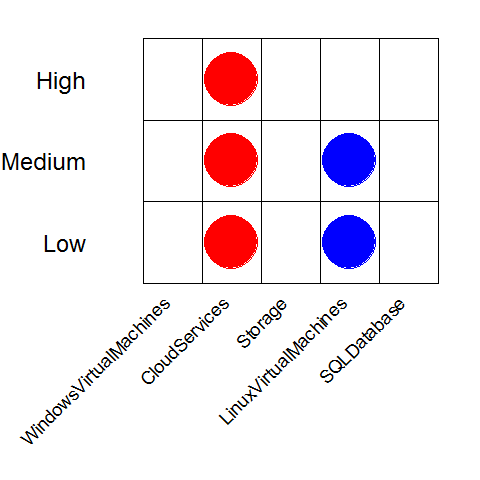 High
Medium
Low
WindowsVirtualMachines
CloudServices
Storage
LinuxVirtualMachines
SQLDatabase